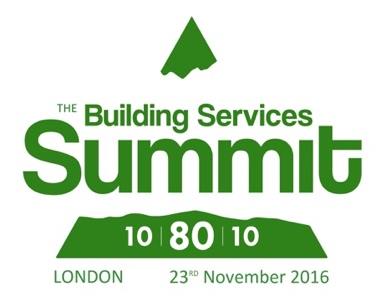 THE Building Services
Summit
10 | 80 | 10
LONDON 23RD November 2016